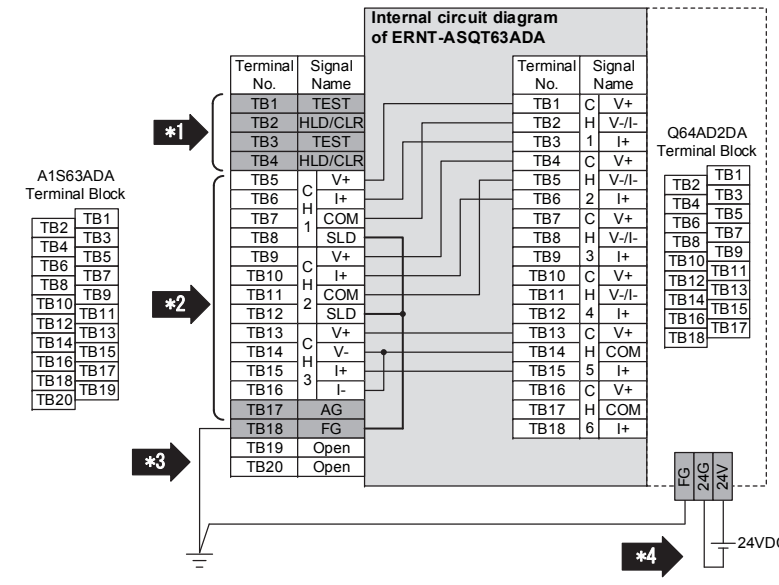 Internal circuit diagram
of ERNT-ASQT63ADA
Terminal No. Signal Name
TB1 TEST
TB2 HLD/CLR
TB3 TEST
TB4 HLD/CLR
TB5 CH1 V+
TB6 I+
TB7 COM
TB8 SLD
TB9 CH2 V+
TB10 I+
TB11 COM
TB12 SLD
TB13 CH3 V+
TB14 V-
TB15 I+
TB16 I-
TB17 AG
TB18 FG
TB19 Open
TB20 Open
Terminal No. Signal Name
TB1 CH1 V+
TB2 V-/I-
TB3 I+
TB4 CH2 V+
TB5 V-/I-
TB6 I+
TB7 CH3 V+
TB8 V-/I-
TB9 I+
TB10 CH4 V+
TB11 V-/I-
TB12 I+
TB13 CH5 V+
TB14 COM
TB15 I+
TB16 CH6 V+
TB17 COM
TB18 I+
*1
*2
*3
*4
A1S63ADA
Terminal Block
TB1
TB2
TB3
TB4
TB5
TB6
TB7
TB8
TB9
TB10
TB11
TB12
TB13
TB14
TB15
TB16
TB17
TB18
TB19
TB20
Q64AD2DA
Terminal Block
TB1
TB2
TB3
TB4
TB5
TB6
TB7
TB8
TB9
TB10
TB11
TB12
TB13
TB14
TB15
TB16
TB17
TB18
FG
24G
24V
24VDC